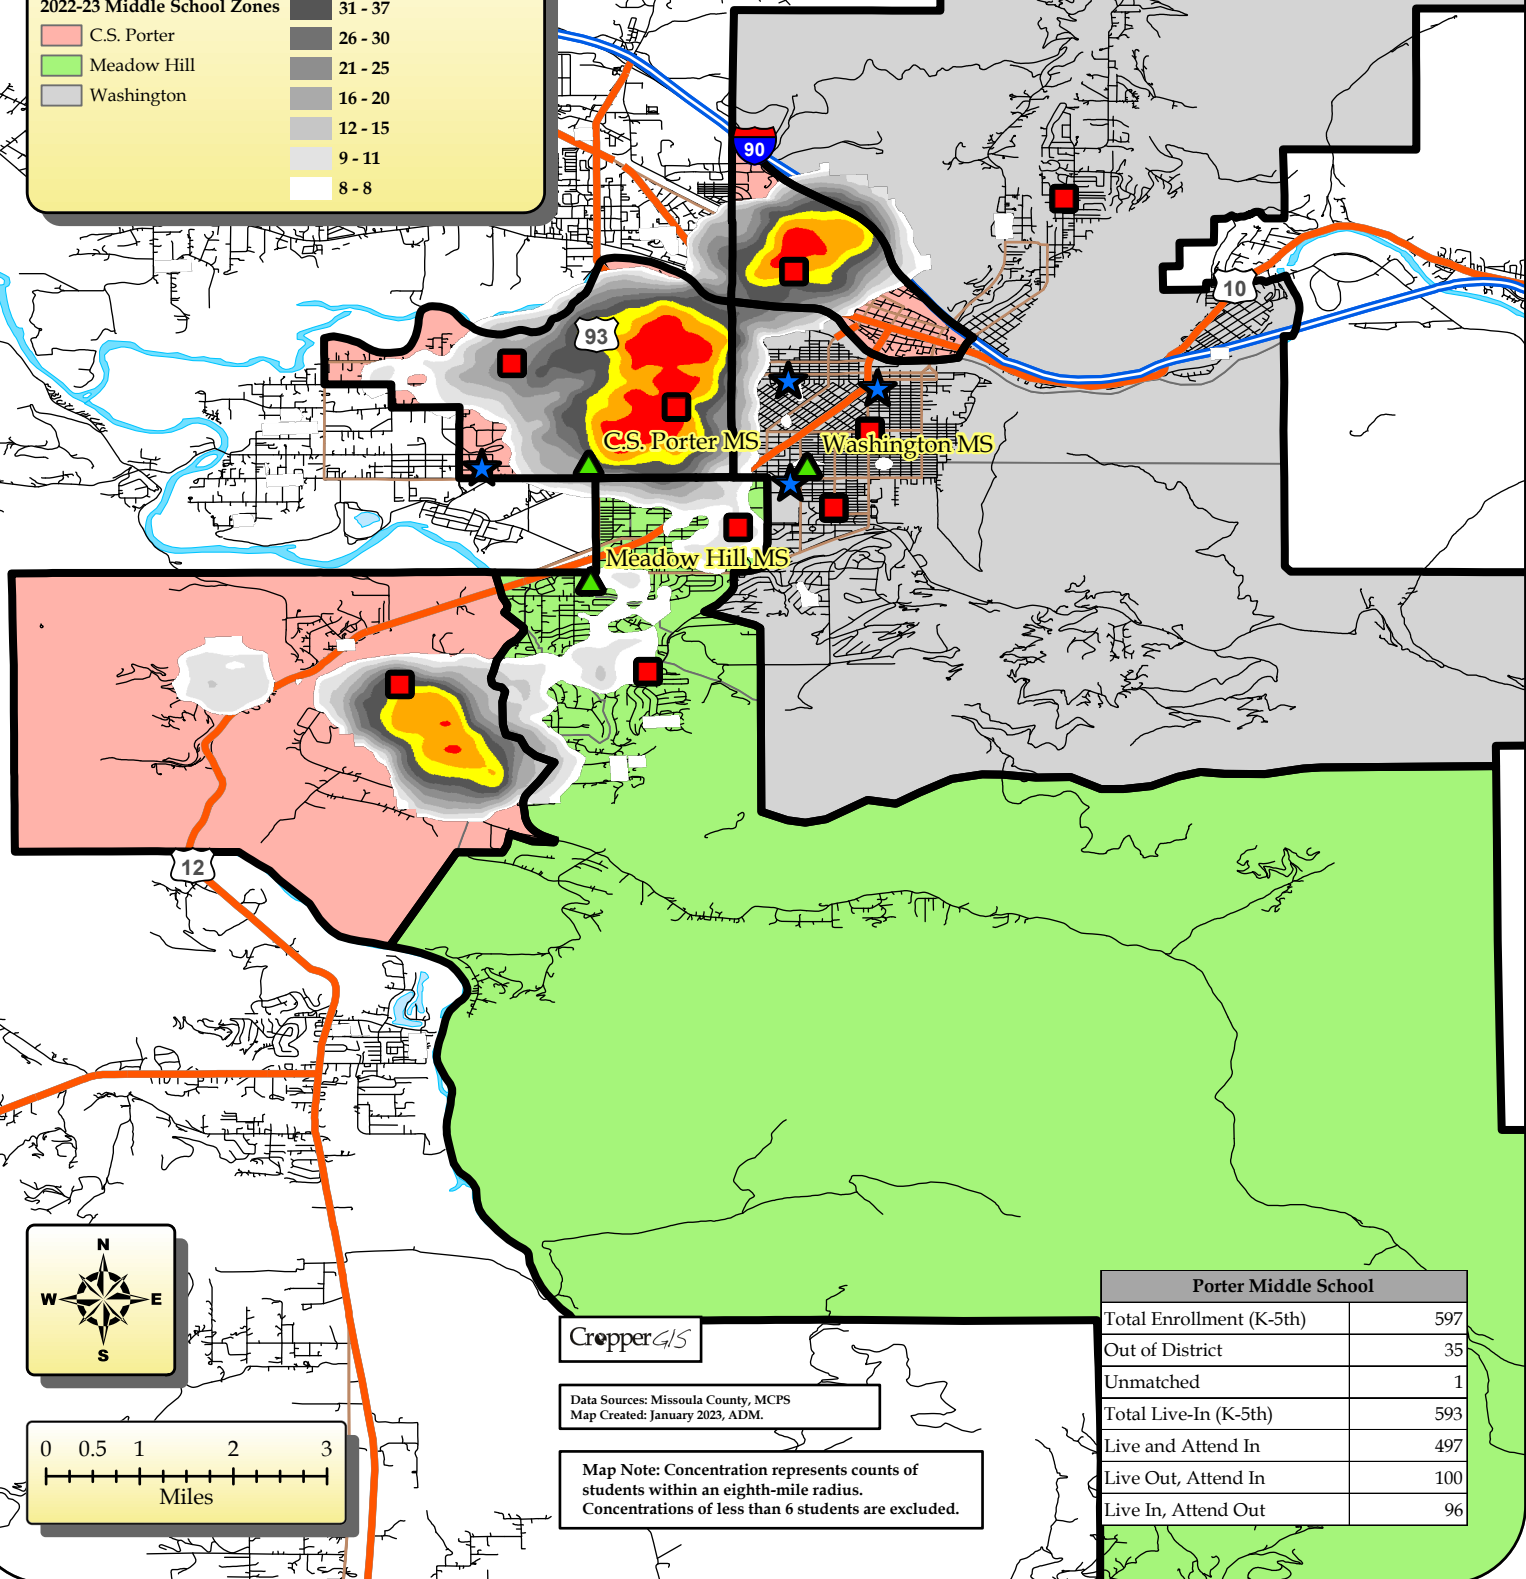 2022-23 Middle School Zones
C.S. Porter
Meadow Hill
Washington
31 - 37
26 - 30
21 - 25
16 - 20
12 - 15
9 - 11
8 - 8
90
10
93
C.S. Porter MS
Washington MS
Meadow Hill MS
12
N
W E
S
0 0.5 1 2 3
Miles
CropperGIS
Data Sources: Missoula County, MCPS
Map Created: January 2023, ADM.
Map Note: Concentration represents counts of
students within an eighth-mile radius.
Concentrations of less than 6 students are excluded.
Porter Middle School
Total Enrollment (K-5th) 597
Out of District 35
Unmatched 1
Total Live-In (K-5th) 593
Live and Attend In 497
Live Out, Attend In 100
Live In, Attend Out 96